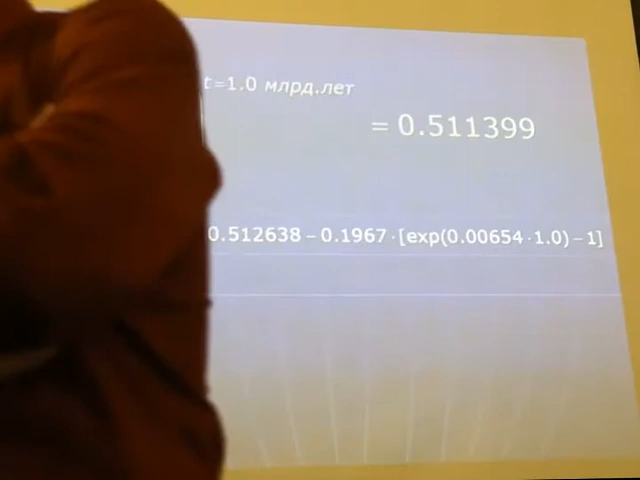 t=1.0 млрд.лет
= 0.511399
0.512638 – 0.1967 · [exp(0.00654 · 1.0) – 1]